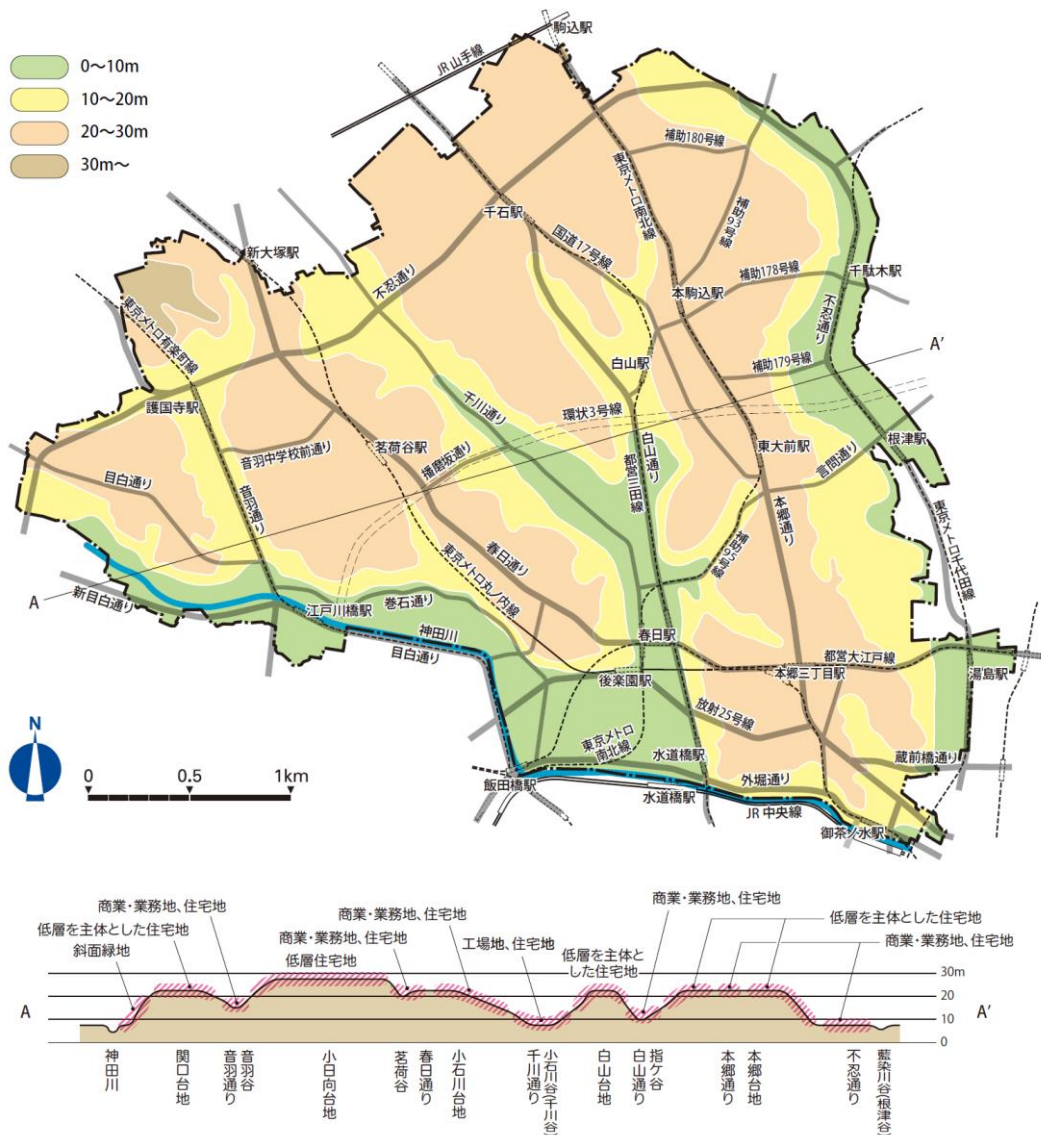 0～10m
10～20m
20～30m
30m～
駒込駅
JR山手線
補助180号線
東京メトロ南北線
補助93号線
千石駅
国道17号線
新大塚駅
不忍通り
本駒込駅
補助178号線
千駄木駅
不忍通り
東京メトロ有楽町線
白山駅
補助179号線
A'
護国寺駅
千川通り
環状3号線
根津駅
音羽中学校前通り
茗荷谷駅
播磨坂通り
白山通り
都営三田線
東大前駅
言問通り
目白通り
音羽通り
本郷通り
補助95号線
東京メトロ千代田線
春日通り
東京メトロ丸ノ内線
A
新目白通り
江戸川橋駅
巻石通り
神田川
目白通り
春日駅
都営大江戸線
湯島駅
後楽園駅
本郷三丁目駅
放射25号線
東京メトロ
南北線
水道橋駅
蔵前橋通り
飯田橋駅
水道橋駅
外堀通り
JR中央線
御茶ノ水駅
N
0
0.5
1km
商業・業務地、住宅地
低層を主体とした住宅地
斜面緑地
商業・業務地、住宅地
商業・業務地、住宅地
低層住宅地
工場地、住宅地
低層を主体と
した住宅地
商業・業務地、住宅地
低層を主体とした住宅地
商業・業務地、住宅地
30m
20
10
0
A
A'
神田川
関口台地
音羽通り
音羽谷
小日向台地
茗荷谷
春日通り
小石川台地
千川通り
小石川谷(千川谷)
白山台地
白山通り
指ケ谷
本郷通り
本郷台地
不忍通り
藍染川谷(根津谷)